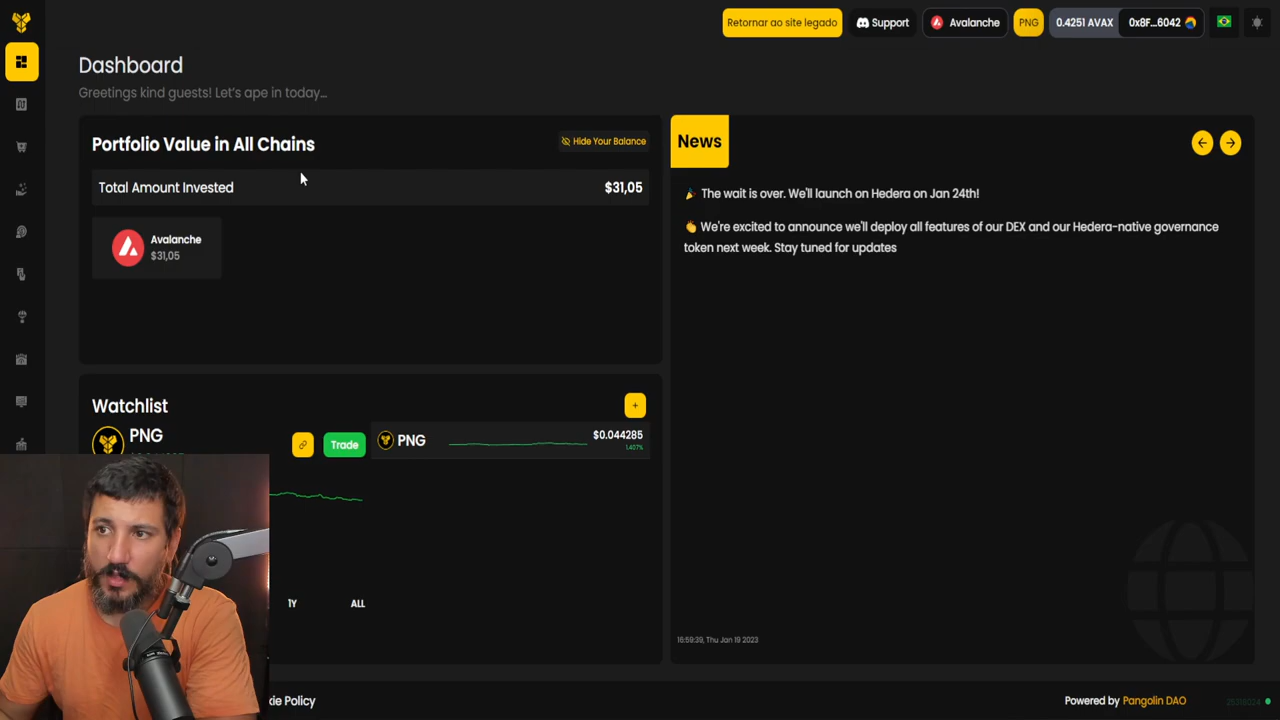 Retornar ao site legado
Support
Avalanche
PNG
0.4251 AVAX
0x8F...6042
Dashboard
Greetings kind guests! Let's ape in today...
Portfolio Value in All Chains
Hide Your Balance
Total Amount Invested
$31,05
Avalanche
$31,05
News
The wait is over. We'll launch on Hedera on Jan 24th!
We're excited to announce we'll deploy all features of our DEX and our Hedera-native governance
token next week. Stay tuned for updates
16:59:39, Thu Jan 19 2023
Watchlist
+
PNG
Trade
PNG
$0.044285
1.407%
1Y
ALL
kie Policy
Powered by Pangolin DAO